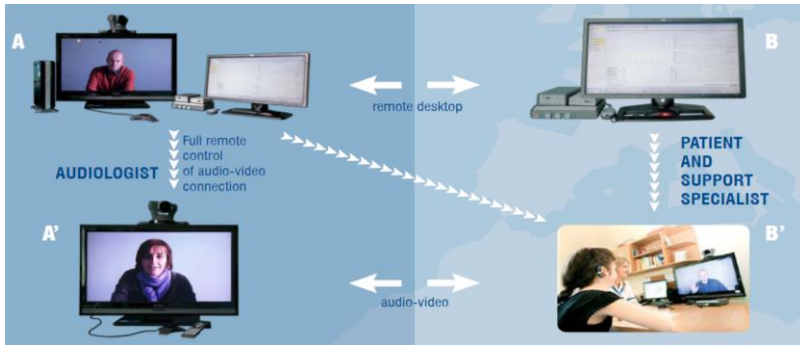 A
B
remote desktop
Full remote
control
of audio-video
connection
AUDIOLOGIST
PATIENT
AND
SUPPORT
SPECIALIST
A'
B'
audio-video